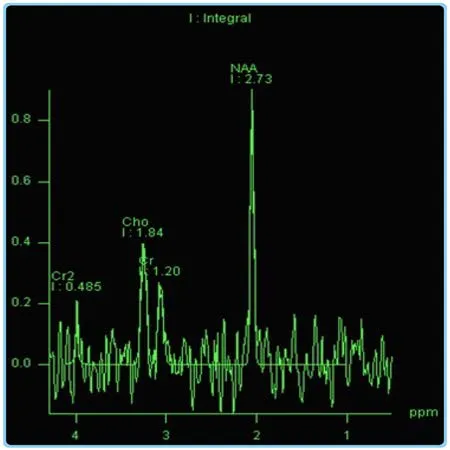 I : Integral
NAA
I : 2.73
0.8
0.6
Cho
I : 1.84
0.4
Cr
I : 1.20
Cr2
I : 0.485
0.2
0.0
ppm
4 3 2 1